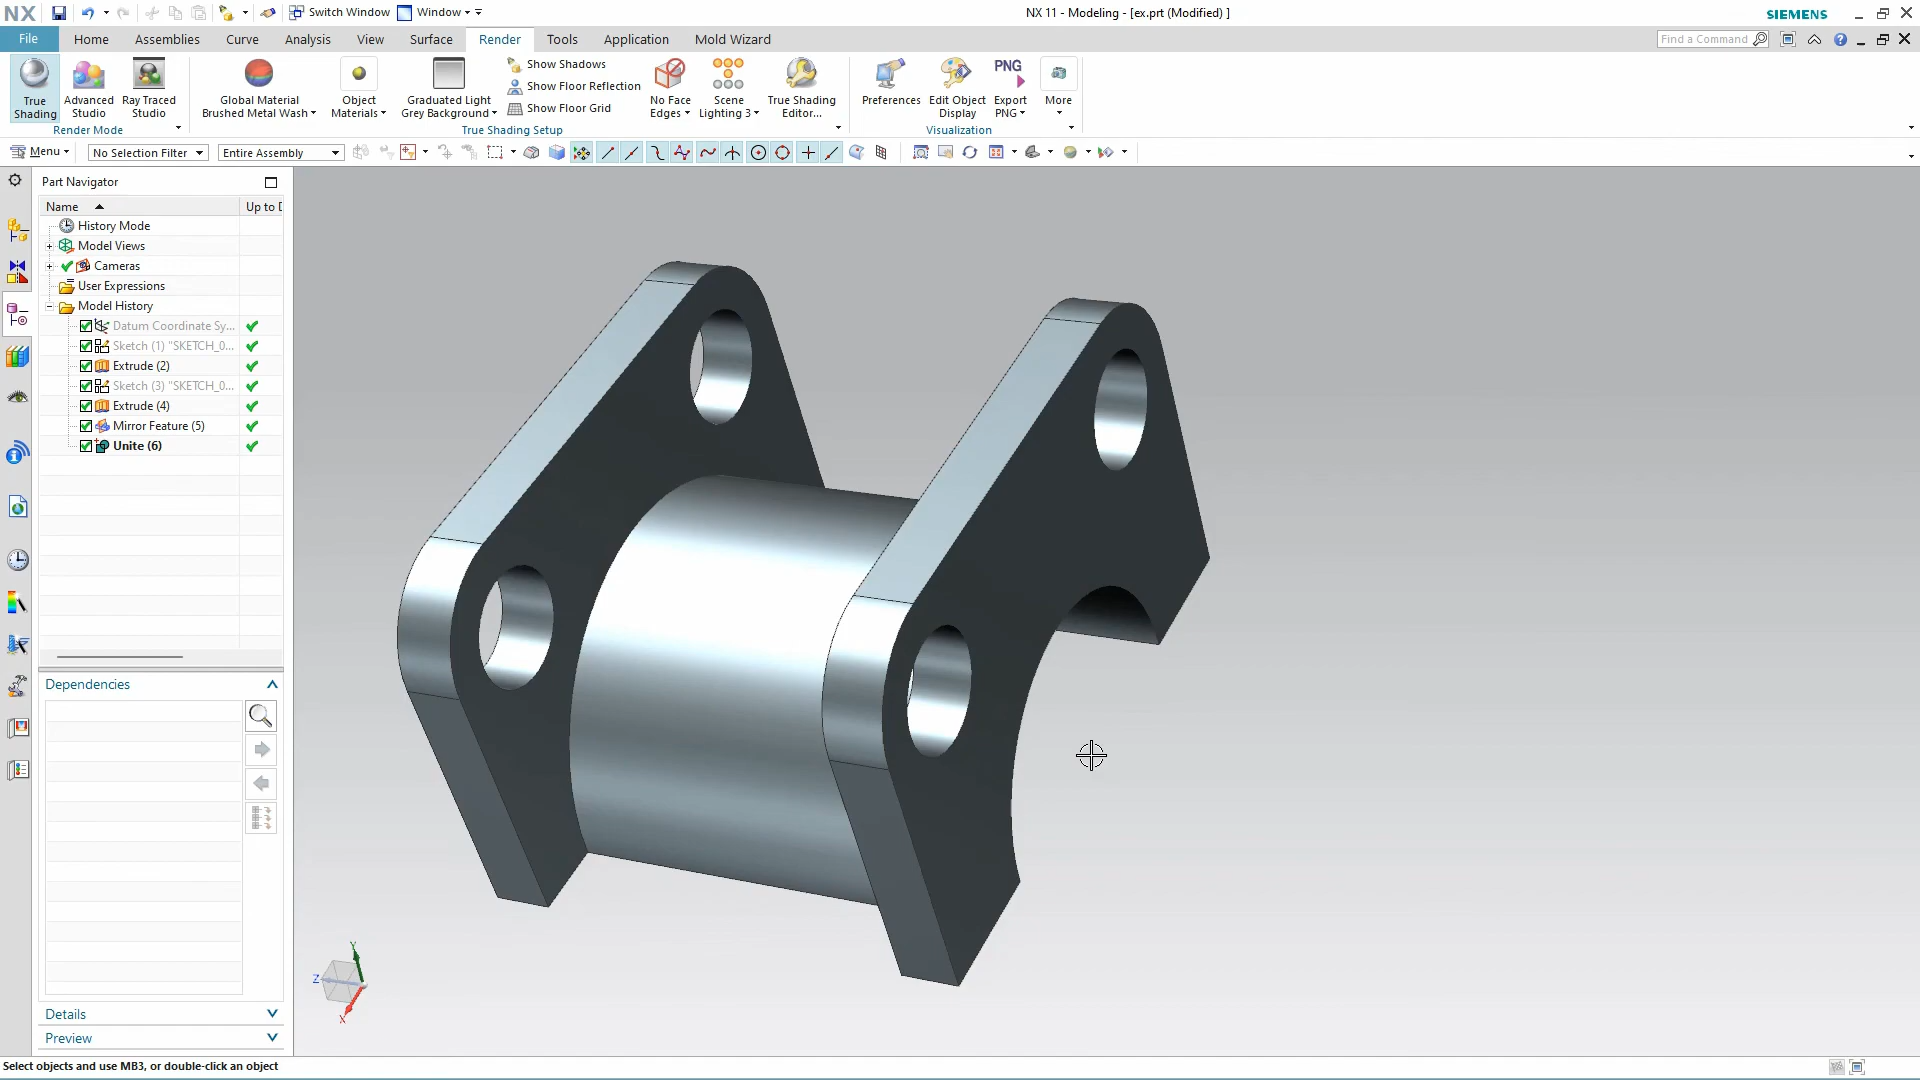 NX
Switch Window
Window
NX 11 - Modeling - [ex.prt (Modified) ]
SIEMENS
File
Home
Assemblies
Curve
Analysis
View
Surface
Render
Tools
Application
Mold Wizard
Find a Command
True
Shading
Advanced
Studio
Ray Traced
Studio
Render Mode
Global Material
Brushed Metal Wash
Object
Materials
Graduated Light
Grey Background
Show Shadows
Show Floor Reflection
Show Floor Grid
No Face
Edges
Scene
Lighting 3
True Shading
Editor...
True Shading Setup
Preferences
Edit Object
Display
PNG
Export
PNG
More
Visualization
Menu
No Selection Filter
Entire Assembly
Part Navigator
Name
Up to D
History Mode
Model Views
Cameras
User Expressions
Model History
Datum Coordinate Sy...
Sketch (1) "SKETCH_0...
Extrude (2)
Sketch (3) "SKETCH_0...
Extrude (4)
Mirror Feature (5)
Unite (6)
Dependencies
Details
Preview
Y
Z
X
Select objects and use MB3, or double-click an object